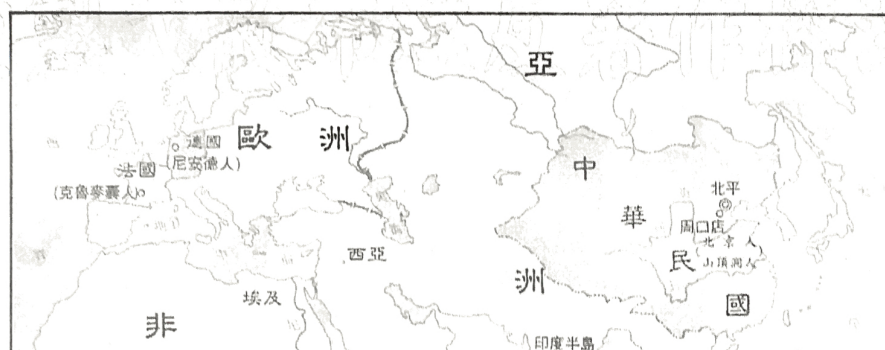 亞
歐洲
德國
(尼安德人)
法國
(克魯麥囊人)
中華民國
北平
周口店
北京人
山頂洞人
西亞
洲
埃及
非
印度半島